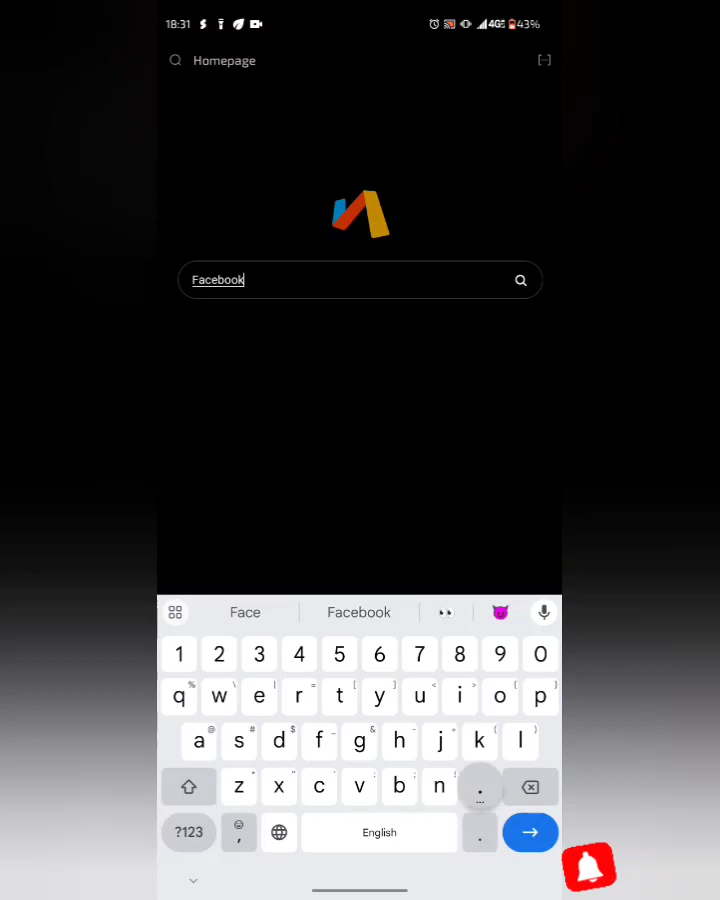 18:31 4G 43%
Homepage
Facebook
Face Facebook
1 2 3 4 5 6 7 8 9 0
q w e r t y u i o p
a s d f g h j k l
z x c v b n .
?123 , English .